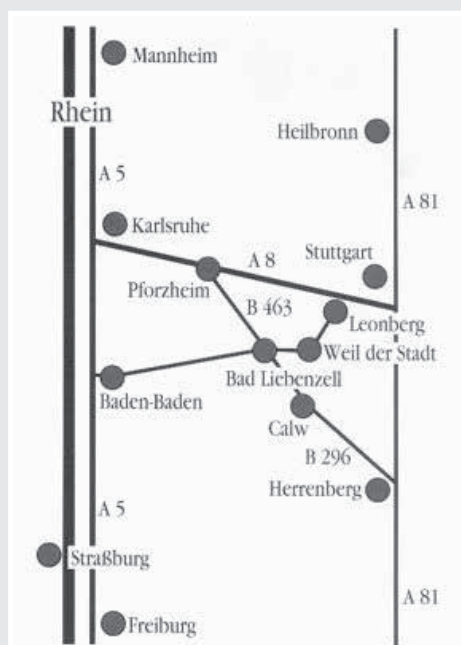 Mannheim
Rhein
Heilbronn
A 5
A 81
Karlsruhe
Stuttgart
A 8
Pforzheim
B 463
Leonberg
Weil der Stadt
Bad Liebenzell
Baden-Baden
Calw
B 296
Herrenberg
A 5
Straßburg
A 81
Freiburg